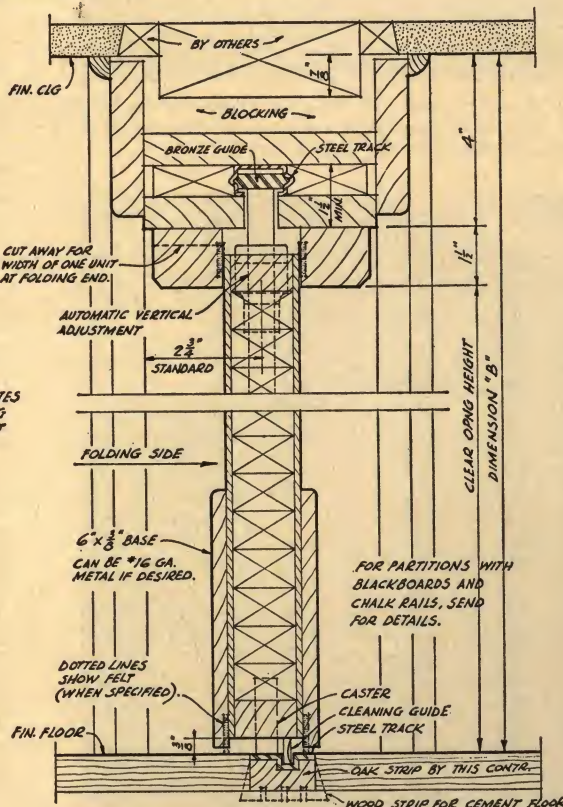 BY OTHERS
FIN. CLG
7/8"
BLOCKING
BRONZE GUIDE
STEEL TRACK
4"
1 1/2" MIN.
CUT AWAY FOR
WIDTH OF ONE UNIT
AT FOLDING END.
1 1/2"
AUTOMATIC VERTICAL
ADJUSTMENT
2 3/4"
STANDARD
CLEAR OPNG HEIGHT
DIMENSION "B"
FOLDING SIDE
6" x 3/8" BASE
CAN BE #16 GA.
METAL IF DESIRED.
FOR PARTITIONS WITH
BLACKBOARDS AND
CHALK RAILS, SEND
FOR DETAILS.
DOTTED LINES
SHOW FELT
(WHEN SPECIFIED).
CASTER
CLEANING GUIDE
STEEL TRACK
FIN. FLOOR
3/8"
OAK STRIP BY THIS CONTR.
WOOD STRIP FOR CEMENT FLOOR